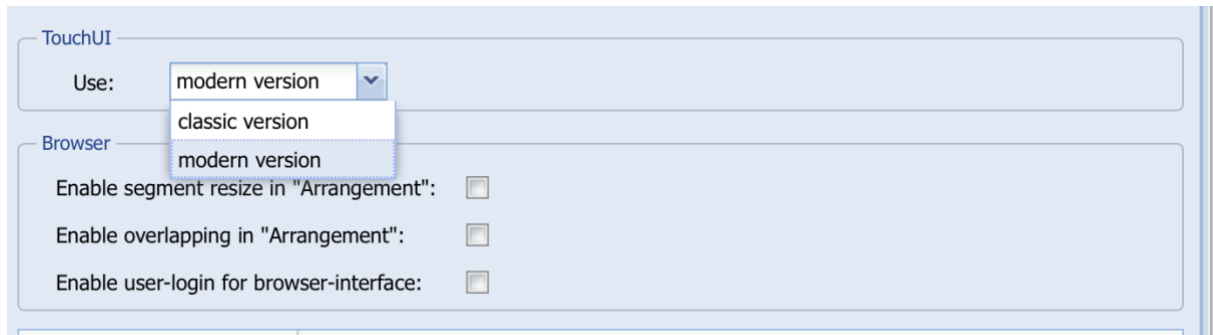 TouchUI
Use: modern version
classic version
Browser
modern version
Enable segment resize in "Arrangement":
Enable overlapping in "Arrangement":
Enable user-login for browser-interface: